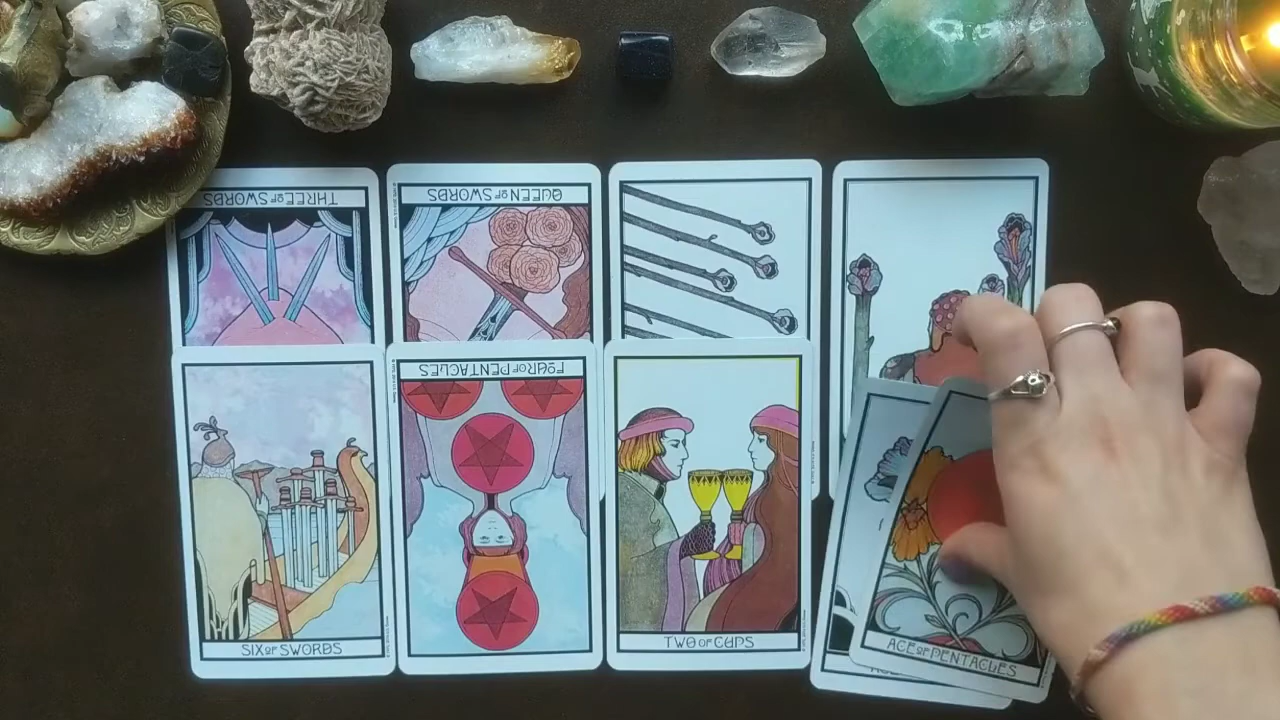 THREE OF SWORDS
QUEEN OF SWORDS
FOUR OF PENTACLES
SIX OF SWORDS
TWO OF CUPS
ACE OF PENTACLES